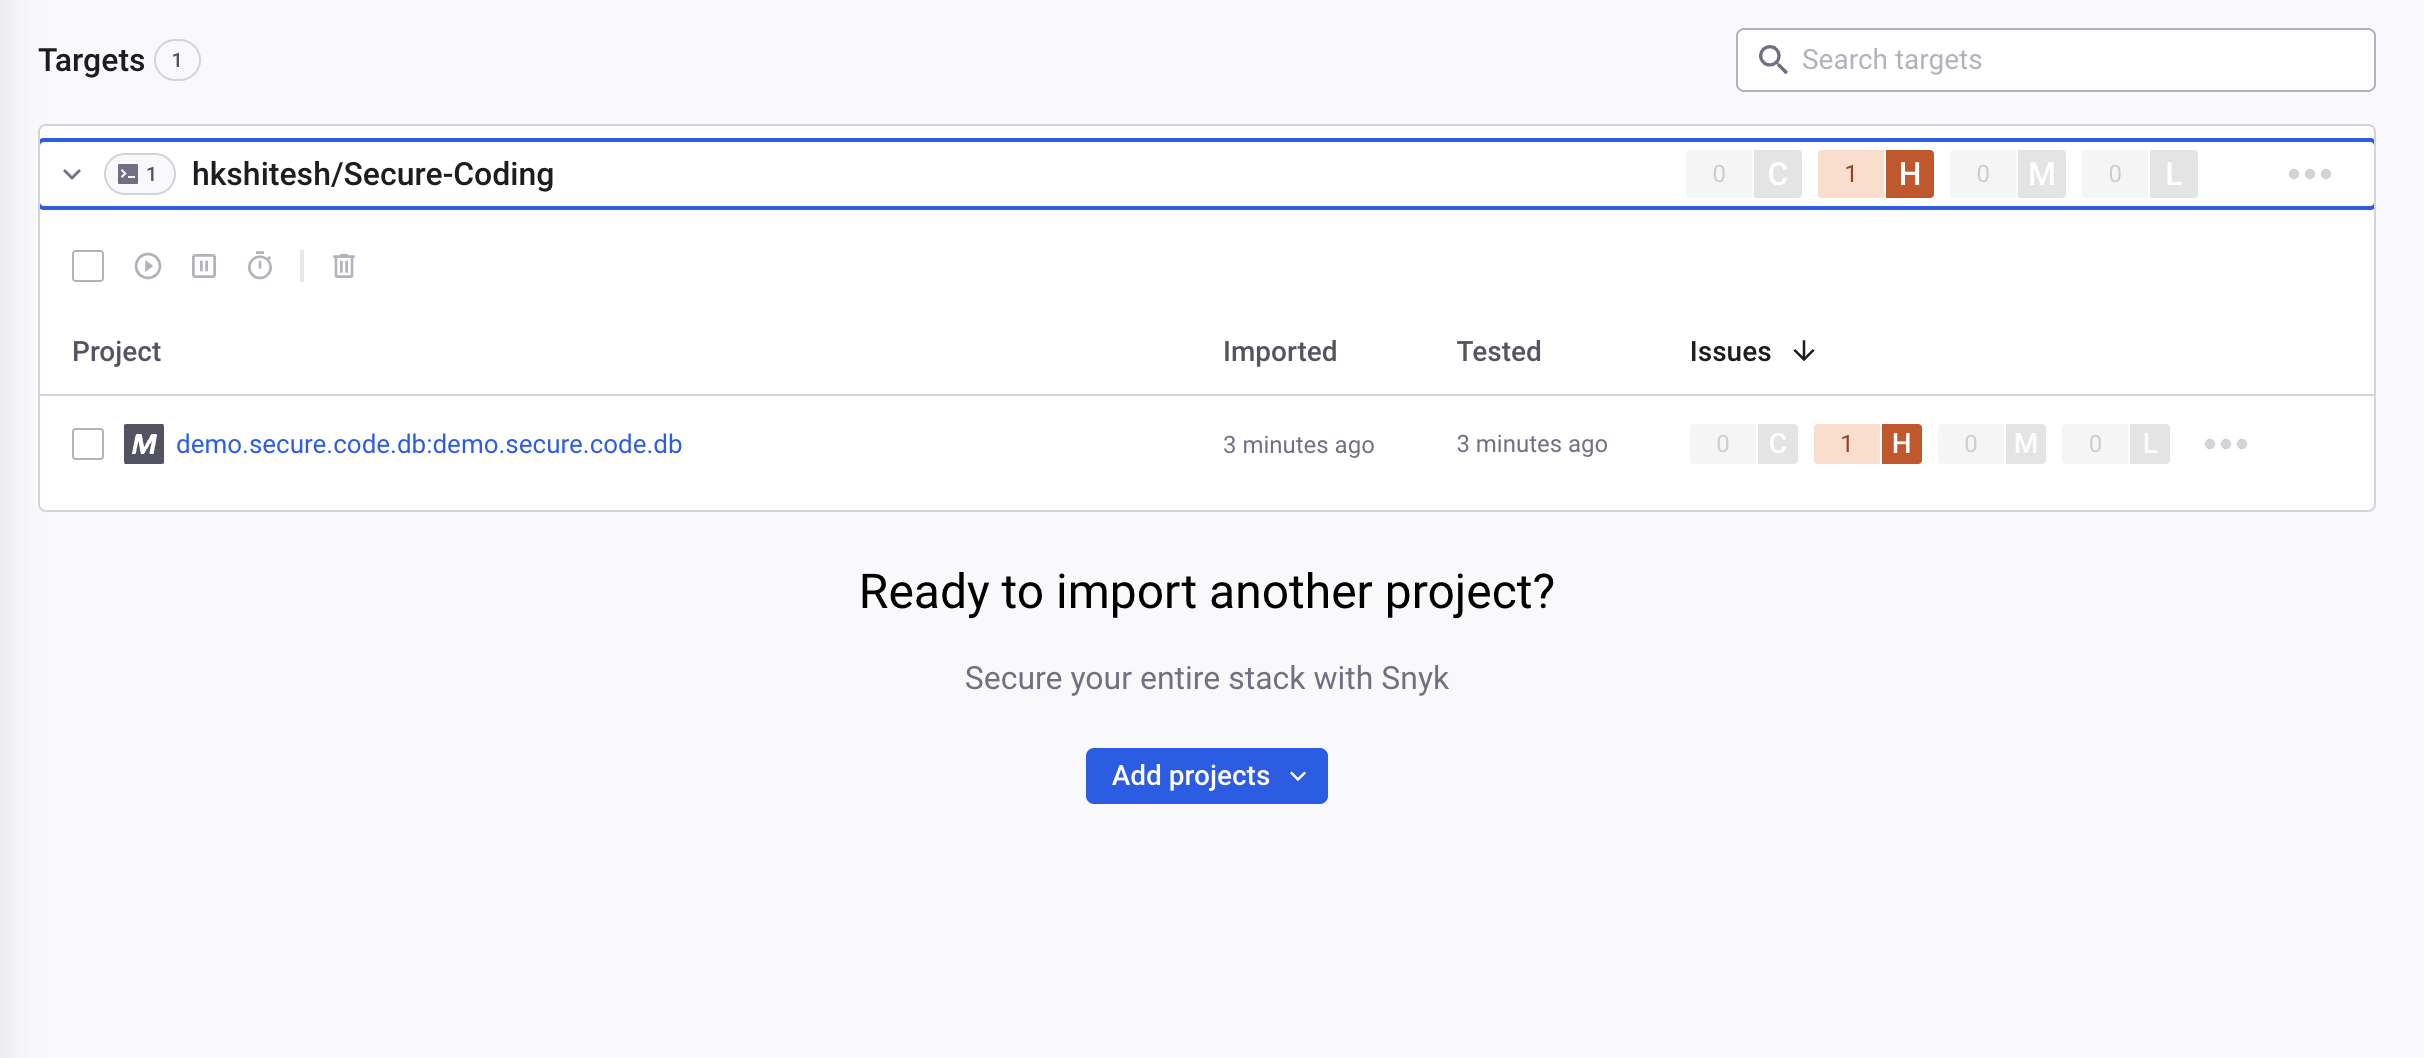 Targets 1
Search targets
1 hkshitesh/Secure-Coding 0 C 1 H 0 M 0 L
Project Imported Tested Issues
M demo.secure.code.db:demo.secure.code.db 3 minutes ago 3 minutes ago 0 C 1 H 0 M 0 L
Ready to import another project?
Secure your entire stack with Snyk
Add projects